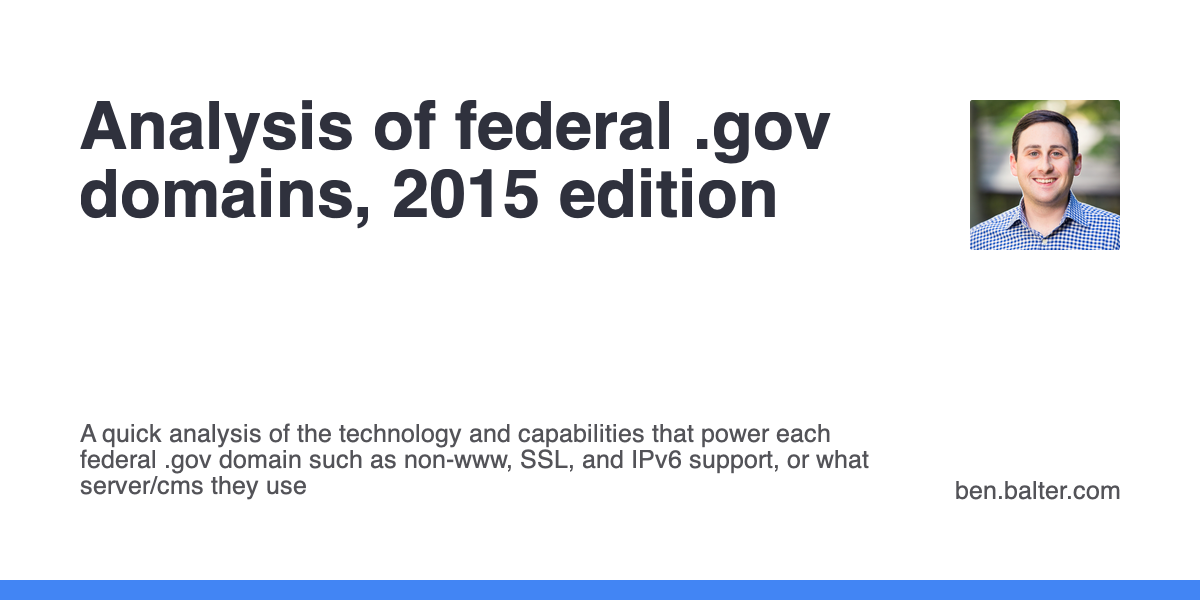 Analysis of federal .gov
domains, 2015 edition
A quick analysis of the technology and capabilities that power each
federal .gov domain such as non-www, SSL, and IPv6 support, or what
server/cms they use
ben.balter.com